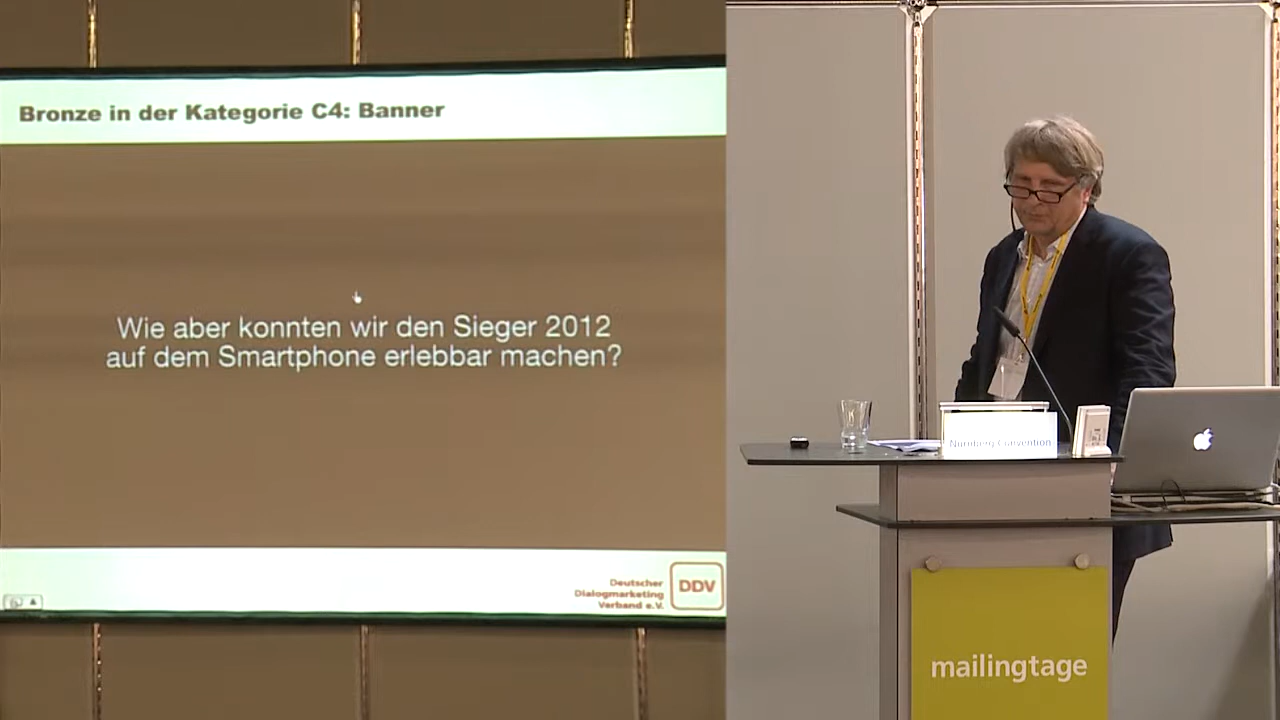 Bronze in der Kategorie C4: Banner
Wie aber konnten wir den Sieger 2012
auf dem Smartphone erlebbar machen?
Deutscher
Dialogmarketing
Verband e.V.
DDV
Nürnberg Convention
mailingtage